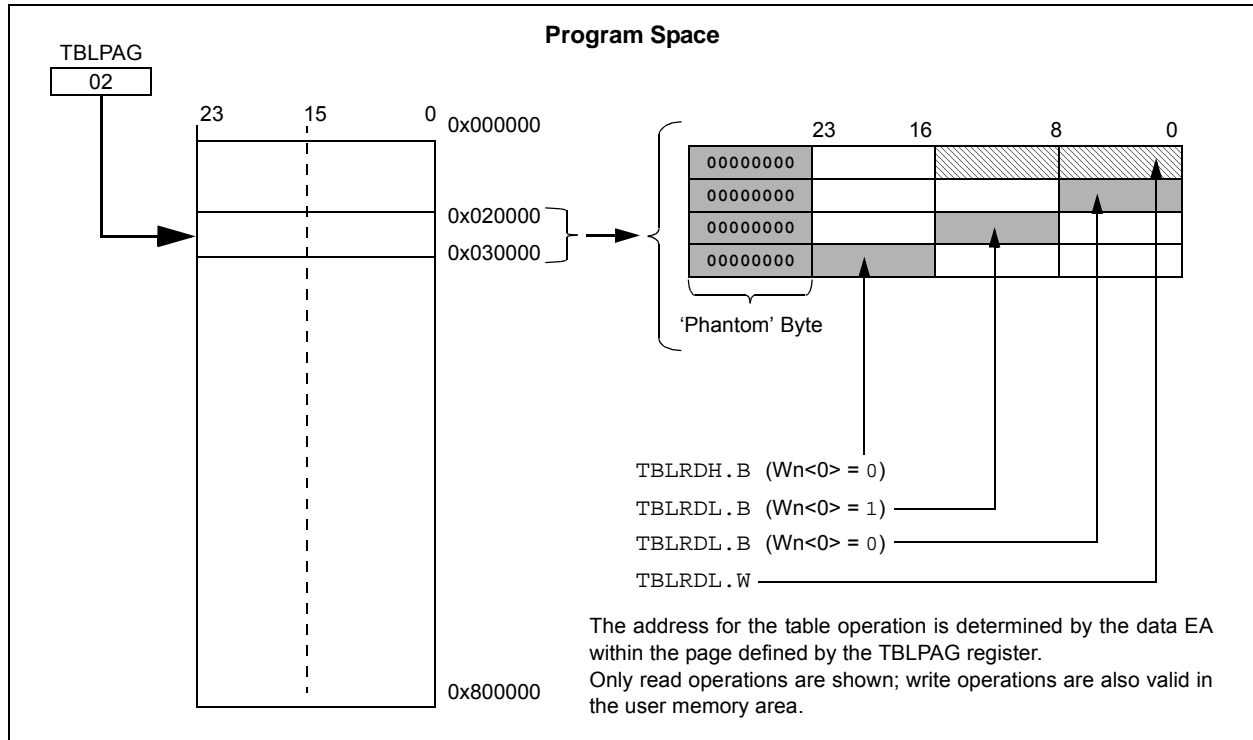 Program Space
TBLPAG
02
23 15 0
0x000000
0x020000
0x030000
0x800000
23 16 8 0
00000000
00000000
00000000
00000000
‘Phantom’ Byte
TBLRDH.B (Wn<0> = 0)
TBLRDL.B (Wn<0> = 1)
TBLRDL.B (Wn<0> = 0)
TBLRDL.W
The address for the table operation is determined by the data EA
within the page defined by the TBLPAG register.
Only read operations are shown; write operations are also valid in
the user memory area.